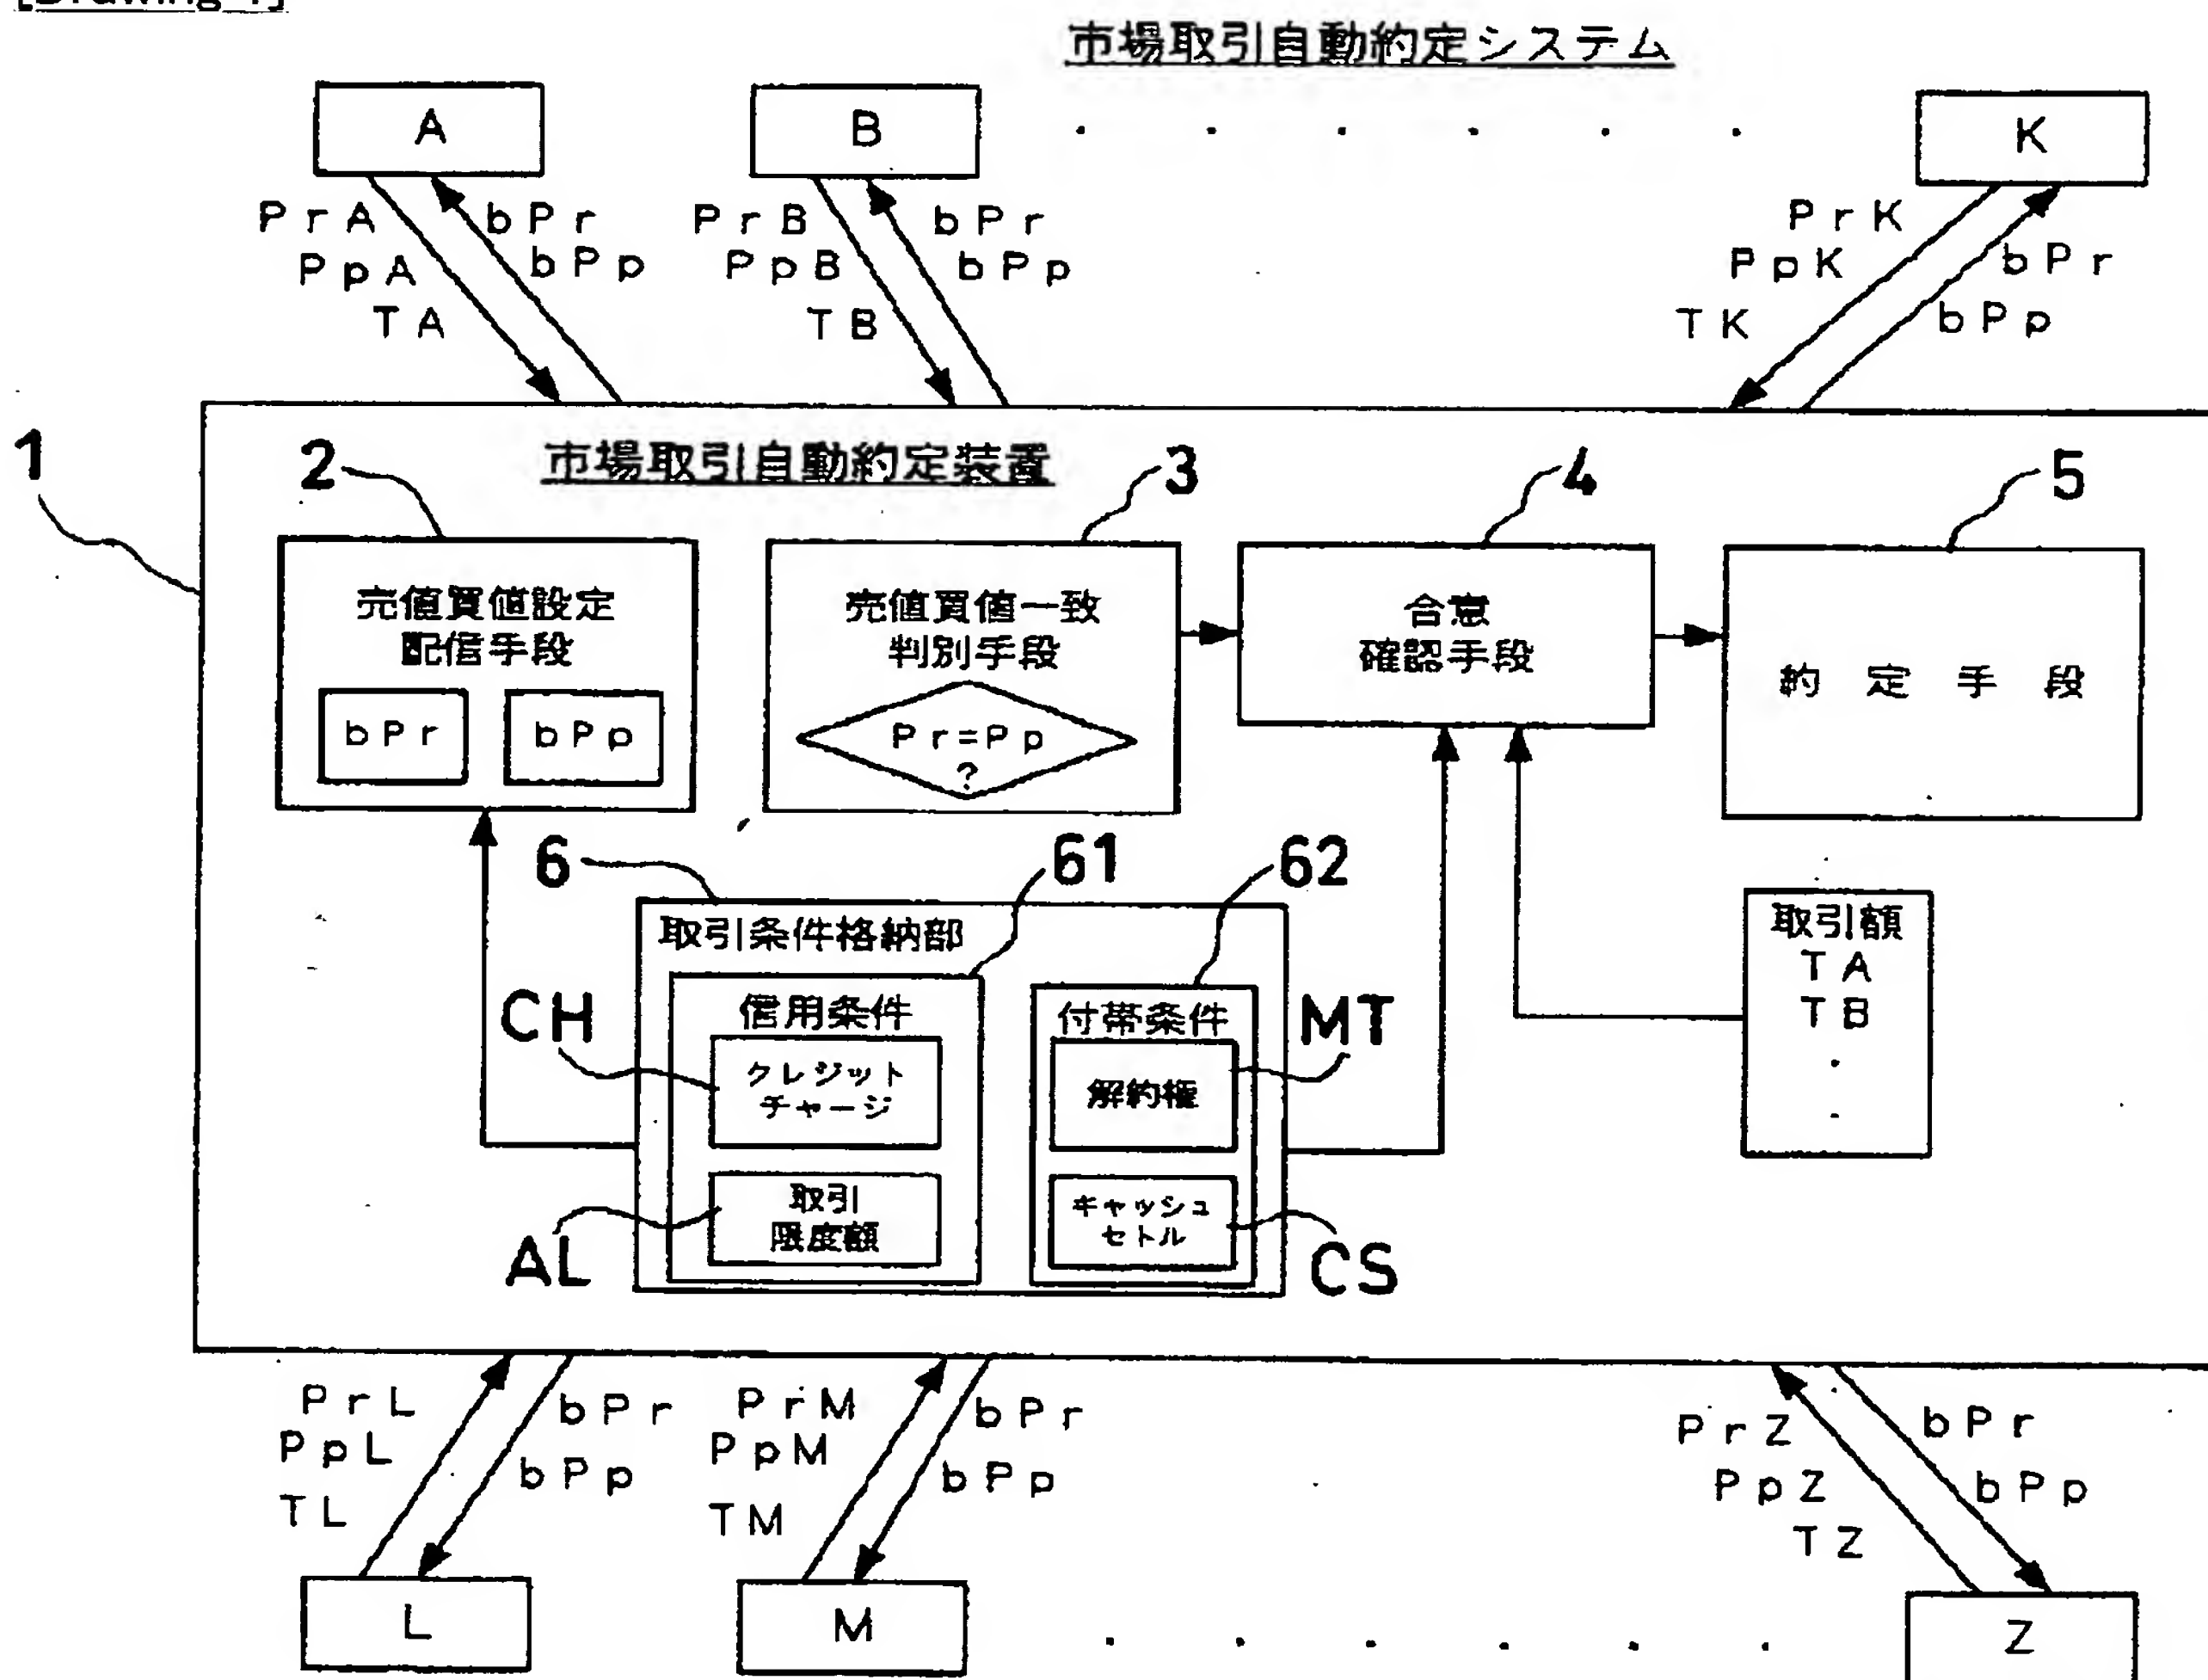 [Drawing 1]
市場取引自動約定システム
A
B
K
PrA
PpA
TA
bPr
bPp
PrB
PpB
TB
bPr
bPp
PrK
PpK
TK
bPr
bPp
1
市場取引自動約定装置
2
3
4
5
売値買値設定
配信手段
bPr
bPp
売値買値一致
判別手段
Pr=Pp
?
合意
確認手段
約定手段
6
61
62
取引条件格納部
信用条件
CH
クレジット
チャージ
AL
取引
限度額
付帯条件
MT
解約権
CS
キャッシュ
セトル
取引額
TA
TB
PrL
PpL
TL
bPr
bPp
PrM
PpM
TM
bPr
bPp
PrZ
PpZ
TZ
bPr
bPp
L
M
Z